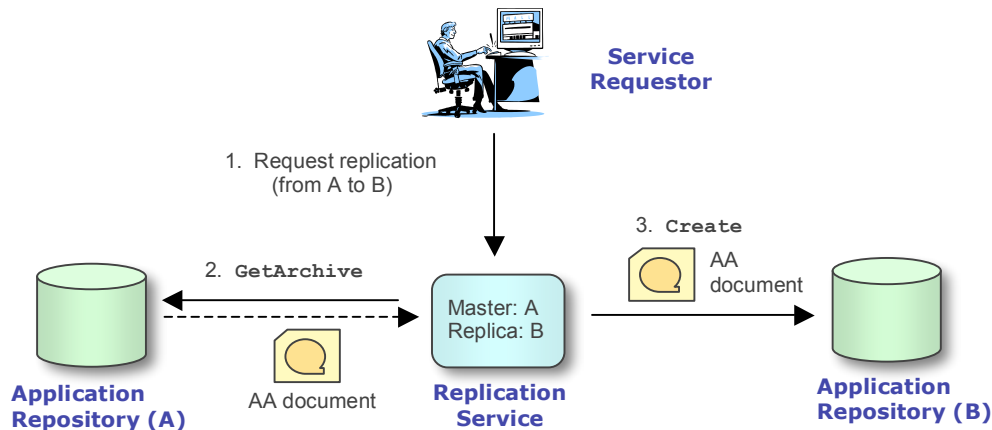 Service
Requestor
1. Request replication
(from A to B)
3. Create
AA
document
2. GetArchive
Master: A
Replica: B
AA document
Application
Repository (A)
Replication
Service
Application
Repository (B)